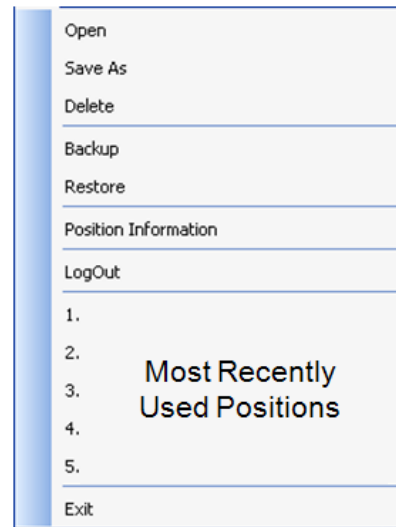 Open
Save As
Delete
Backup
Restore
Position Information
LogOut
1.
2.
Most Recently
3.
Used Positions
4.
5.
Exit